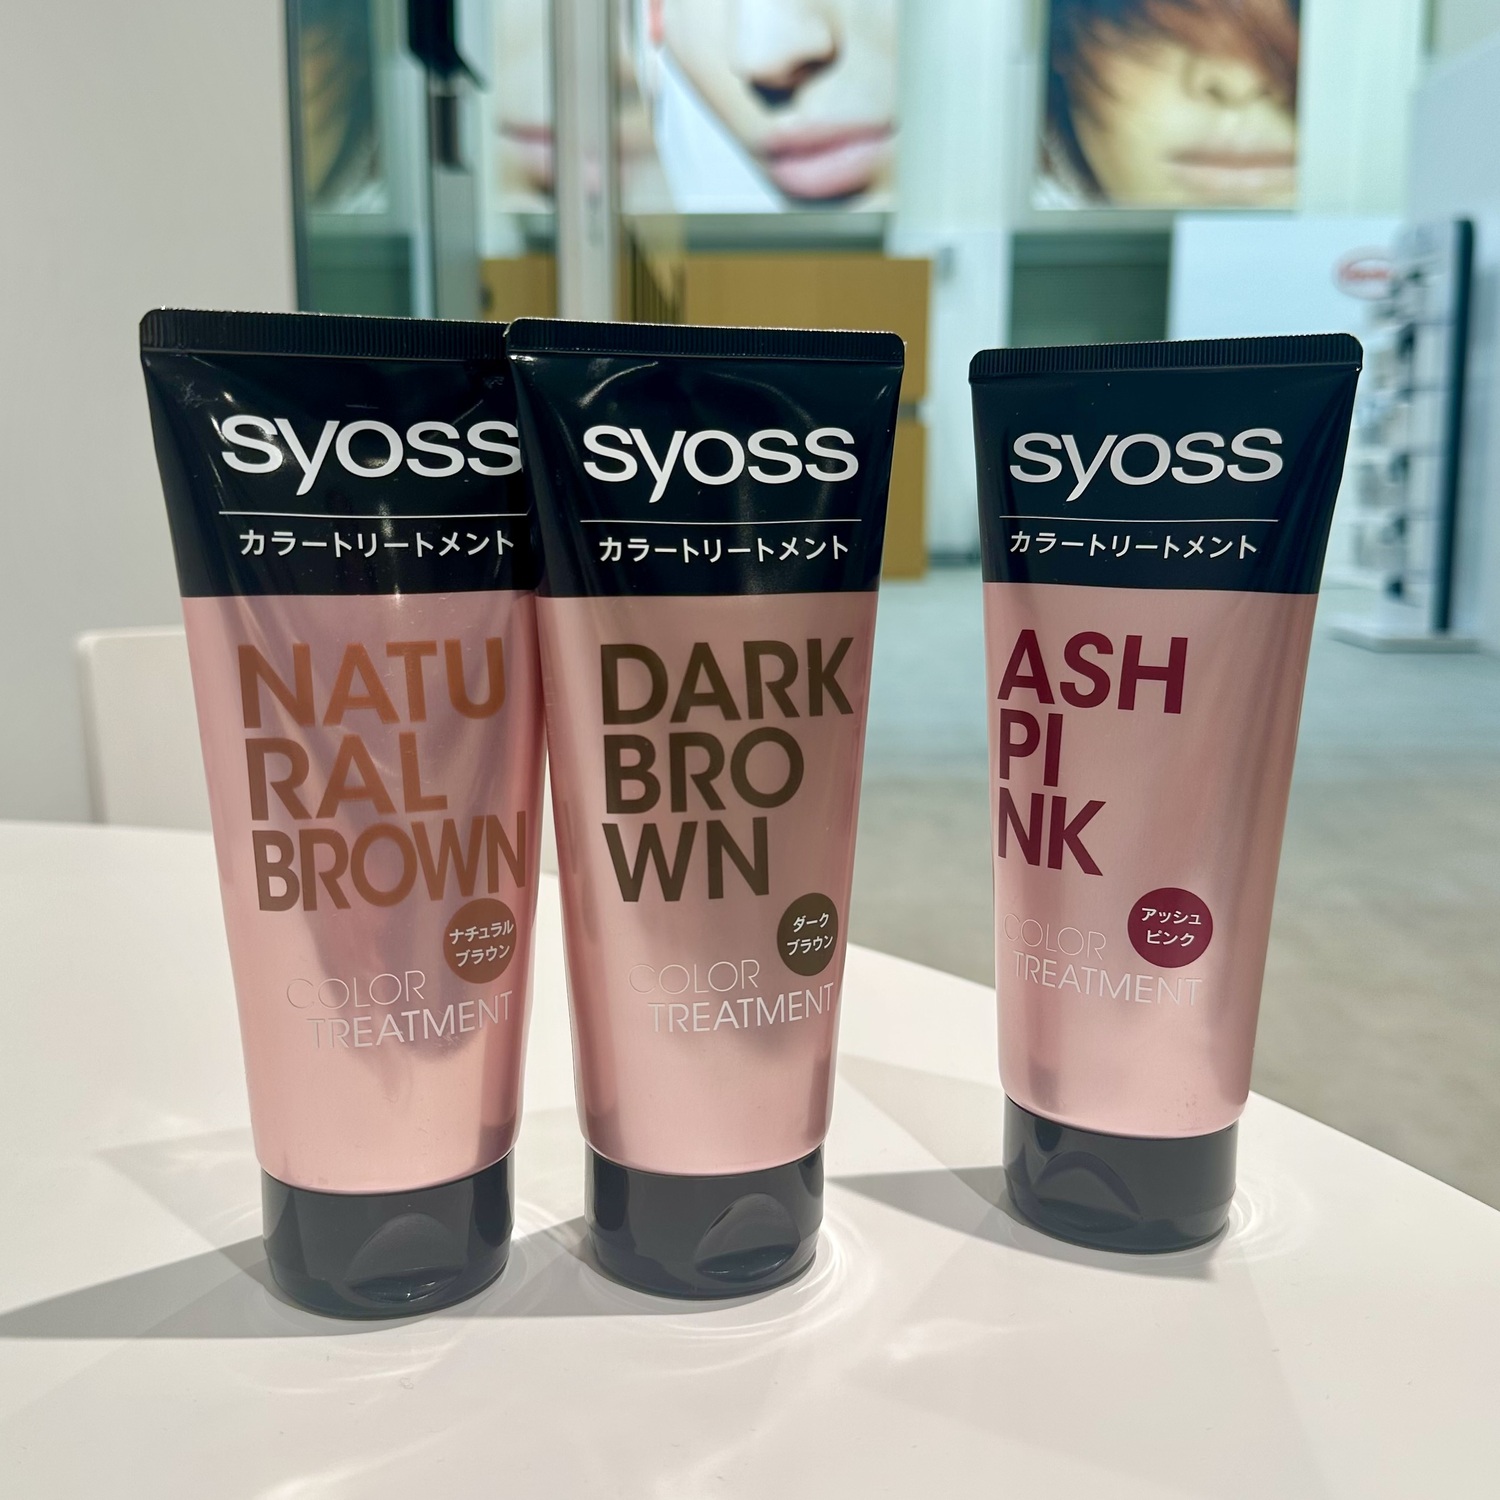 syoss
カラートリートメント
NATU
RAL
BROWN
ナチュラル
ブラウン
COLOR
TREATMENT
syoss
カラートリートメント
DARK
BRO
WN
ダーク
ブラウン
COLOR
TREATMENT
syoss
カラートリートメント
ASH
PI
NK
アッシュ
ピンク
COLOR
TREATMENT